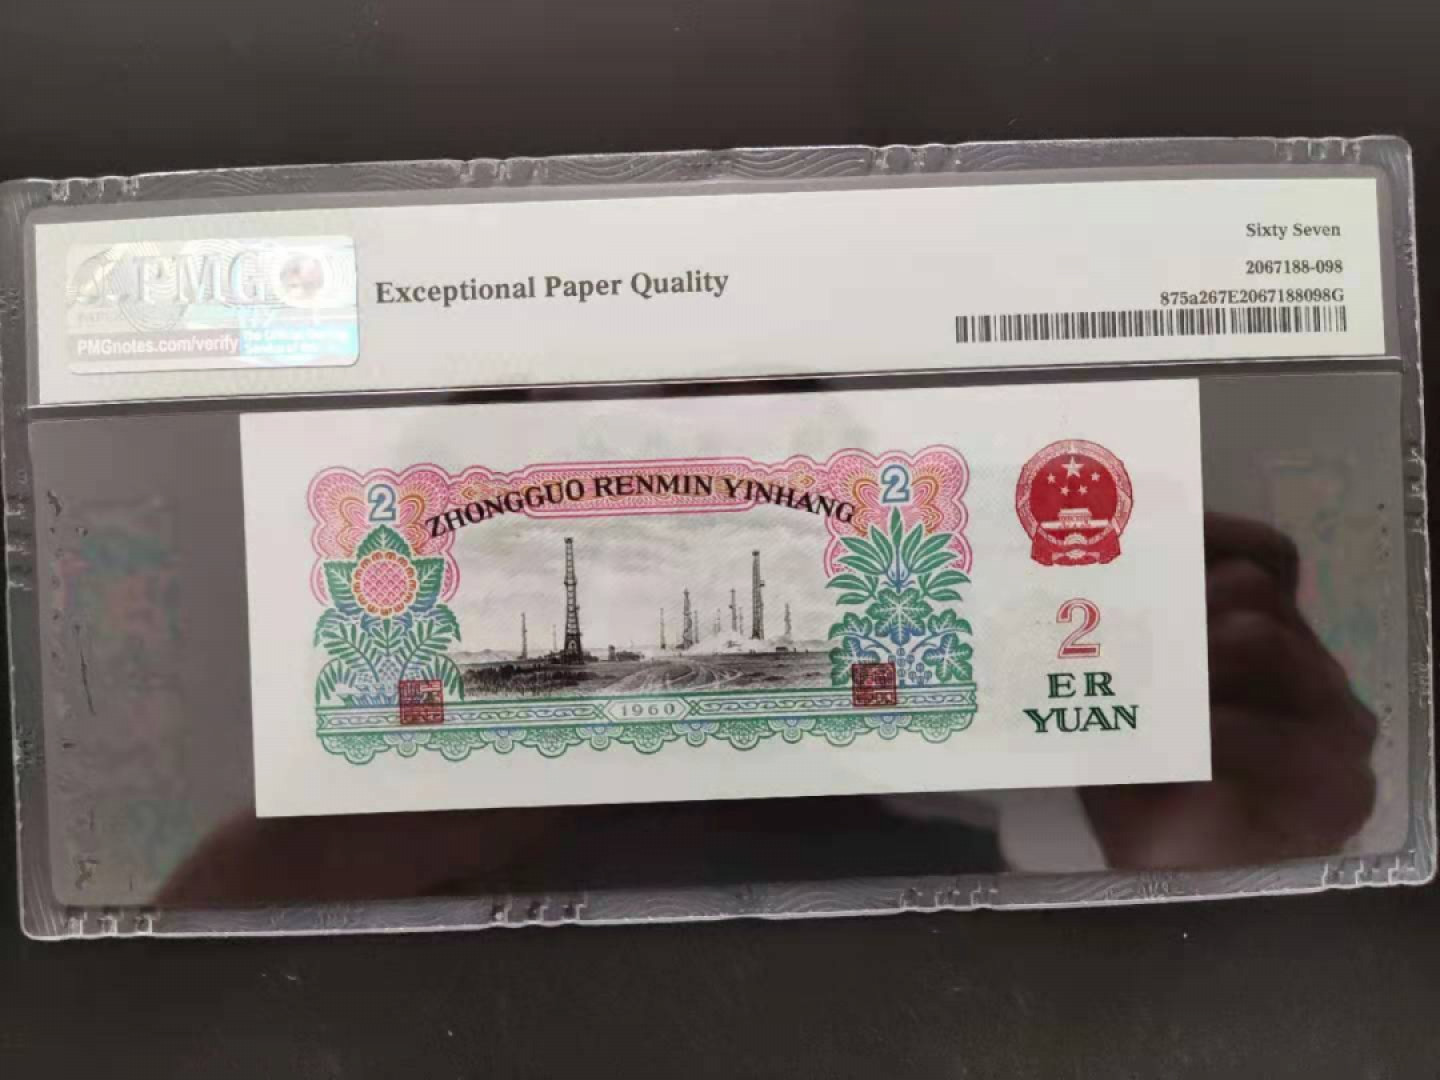 PMG
PMGnotes.com/verify
Exceptional Paper Quality
Sixty Seven
2067188-098
875a267E2067188098G
2
ZHONGGUO RENMIN YINHANG
2
1960
2
ER
YUAN